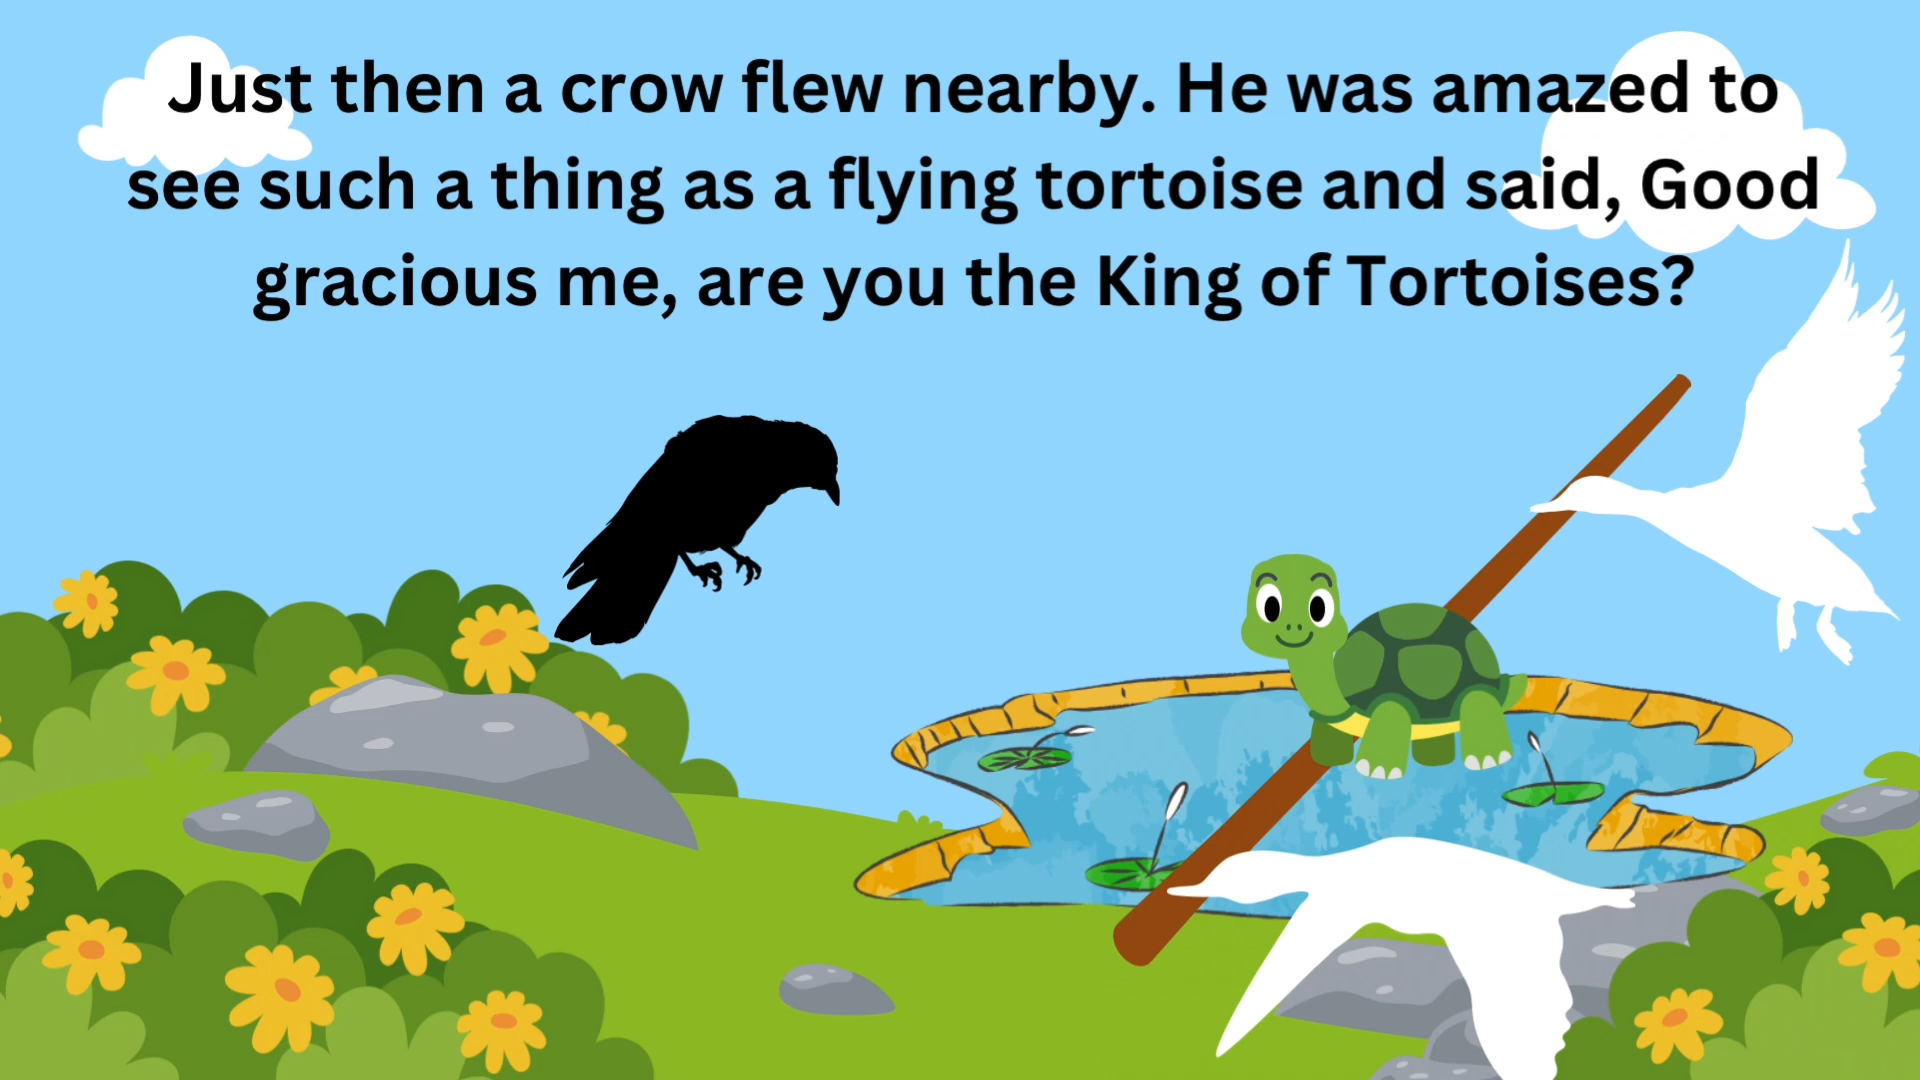 Just then a crow flew nearby. He was amazed to
see such a thing as a flying tortoise and said, Good
gracious me, are you the King of Tortoises?